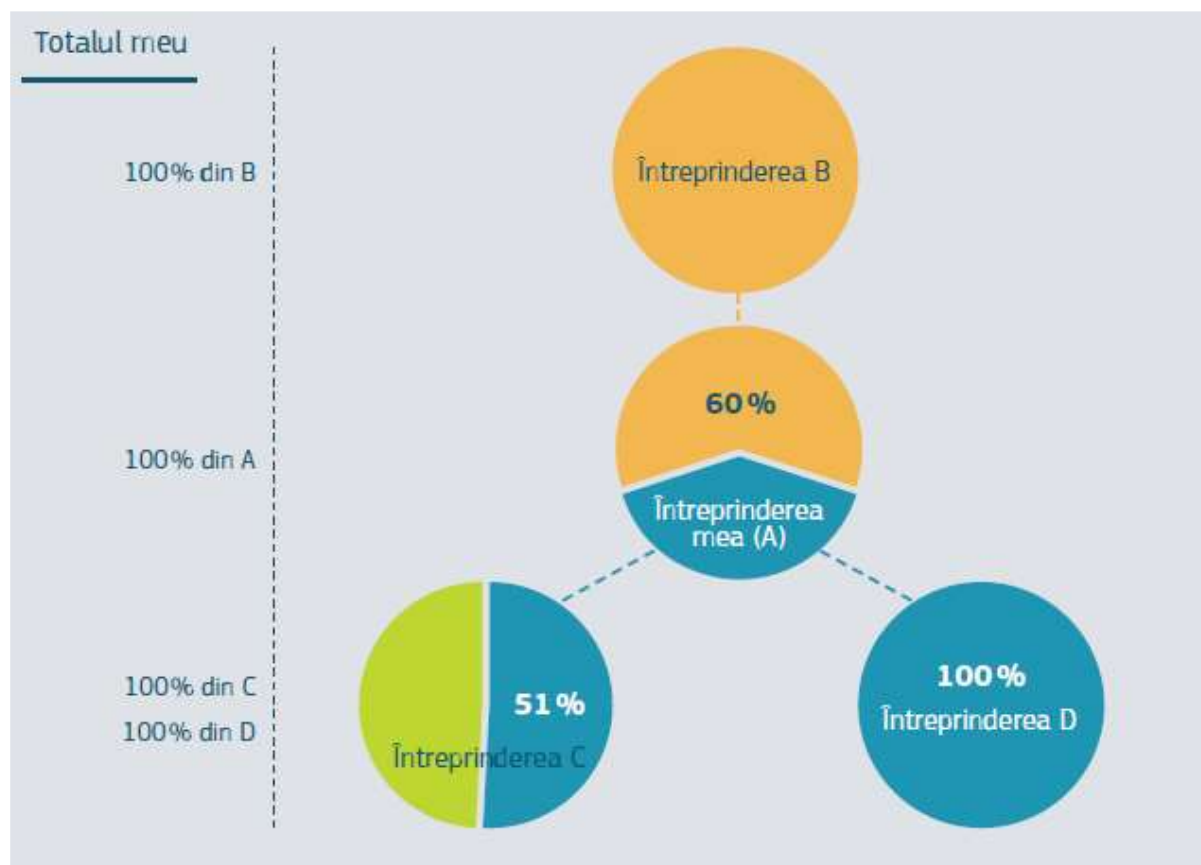 Totalul meu
100% din B
Întreprinderea B
60%
100% din A
Întreprinderea
mea (A)
100% din C
100% din D
51%
Întreprinderea C
100%
Întreprinderea D